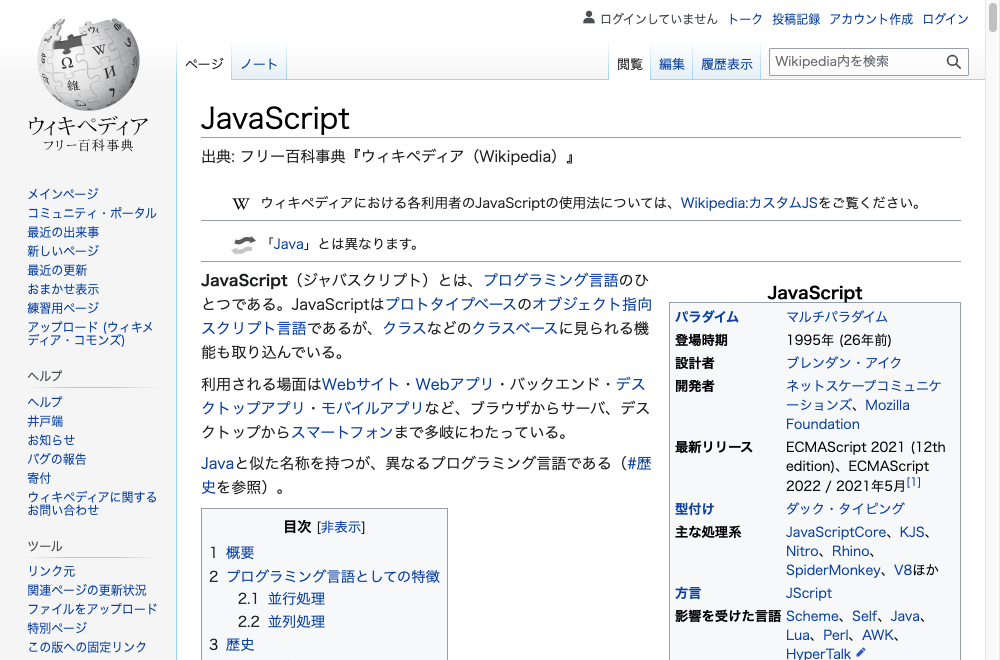 ログインしていません トーク 投稿記録 アカウント作成 ログイン
ページ ノート 閲覧 編集 履歴表示 Wikipedia内を検索
ウィキペディア
フリー百科事典
メインページ
コミュニティ・ポータル
最近の出来事
新しいページ
最近の更新
おまかせ表示
練習用ページ
アップロード (ウィキメ
ディア・コモンズ)
ヘルプ
ヘルプ
井戸端
お知らせ
バグの報告
寄付
ウィキペディアに関する
お問い合わせ
ツール
リンク元
関連ページの更新状況
ファイルをアップロード
特別ページ
この版への固定リンク
JavaScript
出典: フリー百科事典『ウィキペディア（Wikipedia）』
W ウィキペディアにおける各利用者のJavaScriptの使用法については、Wikipedia:カスタムJSをご覧ください。
「Java」とは異なります。
JavaScript（ジャバスクリプト）とは、プログラミング言語のひ
とつである。JavaScriptはプロトタイプベースのオブジェクト指向
スクリプト言語であるが、クラスなどのクラスベースに見られる機
能も取り込んでいる。
利用される場面はWebサイト・Webアプリ・バックエンド・デス
クトップアプリ・モバイルアプリなど、ブラウザからサーバ、デス
クトップからスマートフォンまで多岐にわたっている。
Javaと似た名称を持つが、異なるプログラミング言語である（#歴
史を参照）。
目次 [非表示]
1 概要
2 プログラミング言語としての特徴
2.1 並行処理
2.2 並列処理
3 歴史
JavaScript
パラダイム マルチパラダイム
登場時期 1995年 (26年前)
設計者 ブレンダン・アイク
開発者 ネットスケープコミュニケ
ーションズ、Mozilla
Foundation
最新リリース ECMAScript 2021 (12th
edition)、ECMAScript
2022 / 2021年5月[1]
型付け ダック・タイピング
主な処理系 JavaScriptCore、KJS、
Nitro、Rhino、
SpiderMonkey、V8ほか
方言 JScript
影響を受けた言語 Scheme、Self、Java、
Lua、Perl、AWK、
HyperTalk